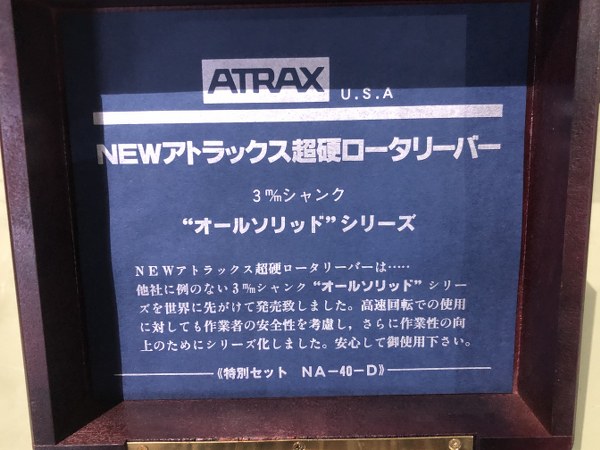 ATRAX U.S.A
NEWアトラックス超硬ロータリーバー
3㎜シャンク
“オールソリッド”シリーズ
NEWアトラックス超硬ロータリーバーは‥‥‥
他社に例のない3㎜シャンク“オールソリッド”シリー
ズを世界に先がけて発売致しました。高速回転での使用
に対しても作業者の安全性を考慮し，さらに作業性の向
上のためにシリーズ化しました。安心して御使用下さい。
《特別セット NA-40-D》